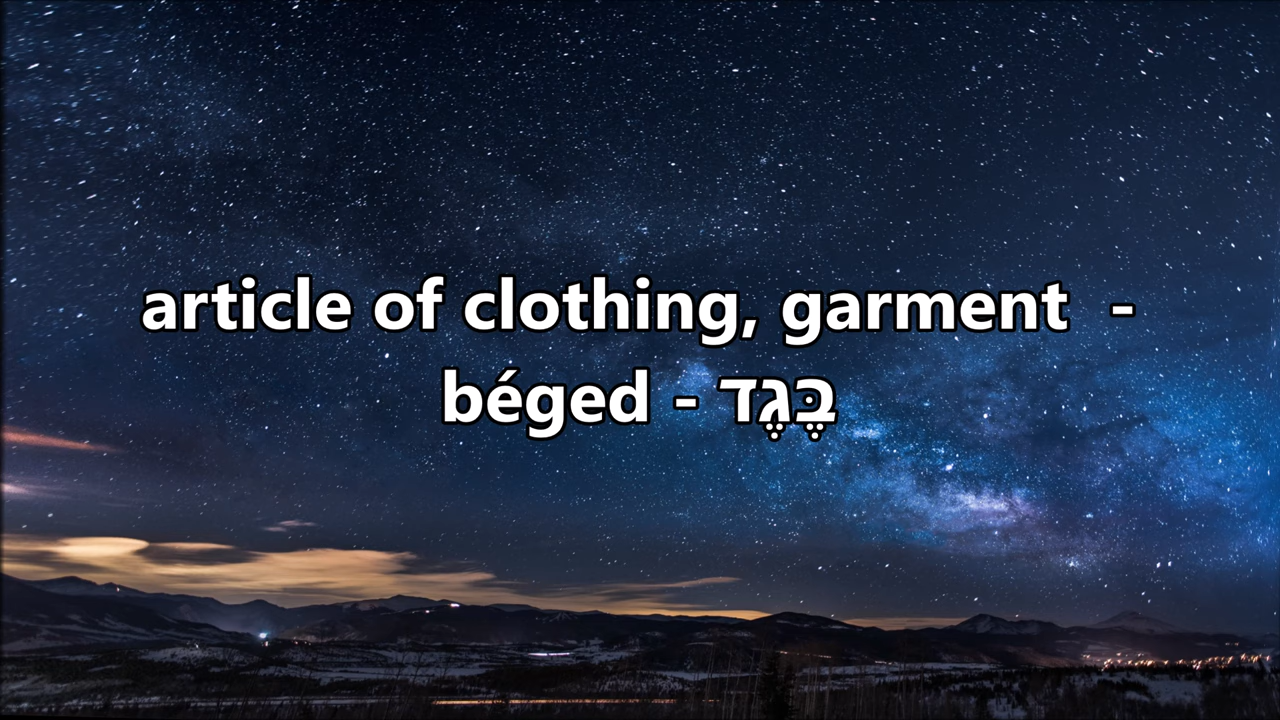 article of clothing, garment  -
béged - בֶּגֶד